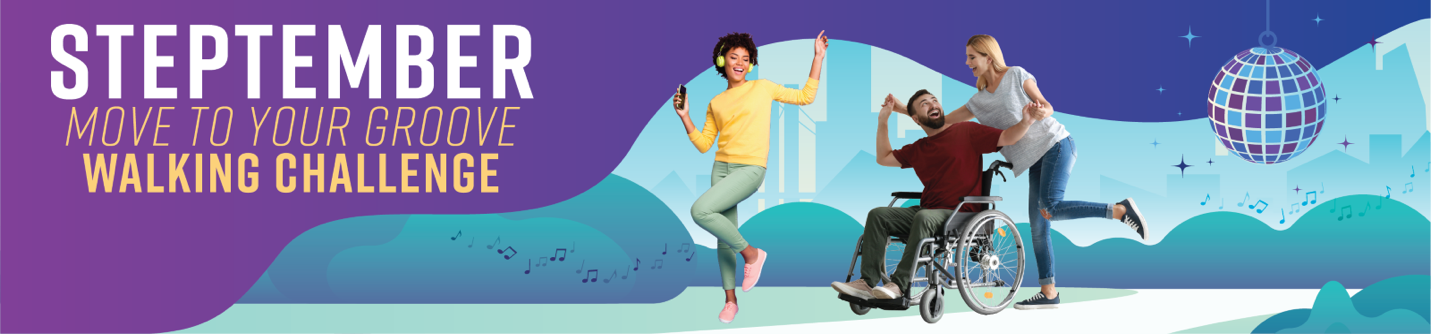 STEPTEMBER
MOVE TO YOUR GROOVE
WALKING CHALLENGE